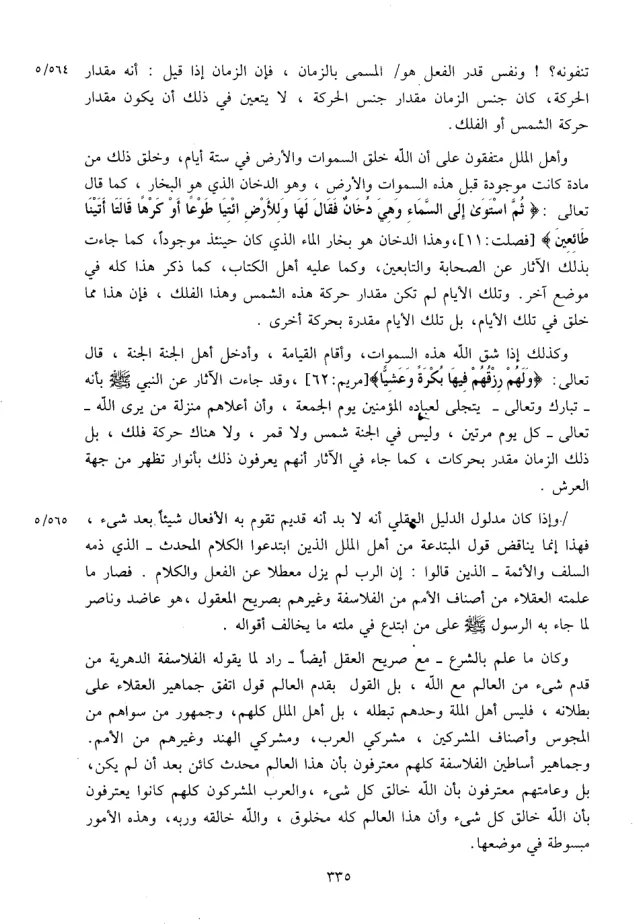 تنفونه؟ ! ونفس قدر الفعل هو/ المسمى بالزمان ، فإن الزمان إذا قيل : أنه مقدار ٥/٥٦٤
الحركة، كان جنس الزمان مقدار جنس الحركة ، لا يتعين في ذلك أن يكون مقدار
حركة الشمس أو الفلك.
وأهل الملل متفقون على أن الله خلق السموات والأرض في ستة أيام، وخلق ذلك من
مادة كانت موجودة قبل هذه السموات والأرض ، وهو الدخان الذي هو البخار ، كما قال
تعالى : ﴿ ثُمَّ اسْتَوَىٰ إِلَى السَّمَاءِ وَهِيَ دُخَانٌ فَقَالَ لَهَا وَلِلأَرْضِ ائْتِيَا طَوْعًا أَوْ كَرْهًا قَالَتَا أَتَيْنَا
طَائِعِينَ ﴾ [فصلت:١١]،وهذا الدخان هو بخار الماء الذي كان حينئذ موجوداً، كما جاءت
بذلك الآثار عن الصحابة والتابعين، وكما عليه أهل الكتاب، كما ذكر هذا كله في
موضع آخر. وتلك الأيام لم تكن مقدار حركة هذه الشمس وهذا الفلك ، فإن هذا مما
خلق في تلك الأيام، بل تلك الأيام مقدرة بحركة أخرى .
وكذلك إذا شق الله هذه السموات، وأقام القيامة ، وأدخل أهل الجنة الجنة ، قال
تعالى: ﴿وَلَهُمْ رِزْقُهُمْ فِيهَا بُكْرَةً وَعَشِيًّا﴾[مريم:٦٢] ،وقد جاءت الآثار عن النبي ﷺ بأنه
ـ تبارك وتعالى ـ يتجلى لعباده المؤمنين يوم الجمعة ، وأن أعلاهم منزلة من يرى الله ـ
تعالى ـ كل يوم مرتين ، وليس في الجنة شمس ولا قمر ، ولا هناك حركة فلك ، بل
ذلك الزمان مقدر بحركات ، كما جاء في الآثار أنهم يعرفون ذلك بأنوار تظهر من جهة
العرش .
/وإذا كان مدلول الدليل العقلي أنه لا بد أنه قديم تقوم به الأفعال شيئاً بعد شىء ، ٥/٥٦٥
فهذا إنما يناقض قول المبتدعة من أهل الملل الذين ابتدعوا الكلام المحدث ـ الذي ذمه
السلف والأئمة ـ الذين قالوا : إن الرب لم يزل معطلا عن الفعل والكلام . فصار ما
علمته العقلاء من أصناف الأمم من الفلاسفة وغيرهم بصريح المعقول ،هو عاضد وناصر
لما جاء به الرسول ﷺ على من ابتدع في ملته ما يخالف أقواله .
وكان ما علم بالشرع ـ مع صريح العقل أيضاً ـ راد لما يقوله الفلاسفة الدهرية من
قدم شىء من العالم مع الله ، بل القول بقدم العالم قول اتفق جماهير العقلاء على
بطلانه ، فليس أهل الملة وحدهم تبطله ، بل أهل الملل كلهم، وجمهور من سواهم من
المجوس وأصناف المشركين ، مشركي العرب، ومشركي الهند وغيرهم من الأمم.
وجماهير أساطين الفلاسفة كلهم معترفون بأن هذا العالم محدث كائن بعد أن لم يكن،
بل وعامتهم معترفون بأن الله خالق كل شىء ،والعرب المشركون كلهم كانوا يعترفون
بأن الله خالق كل شىء وأن هذا العالم كله مخلوق ، والله خالقه وربه، وهذه الأمور
مبسوطة في موضعها.
٣٣٥